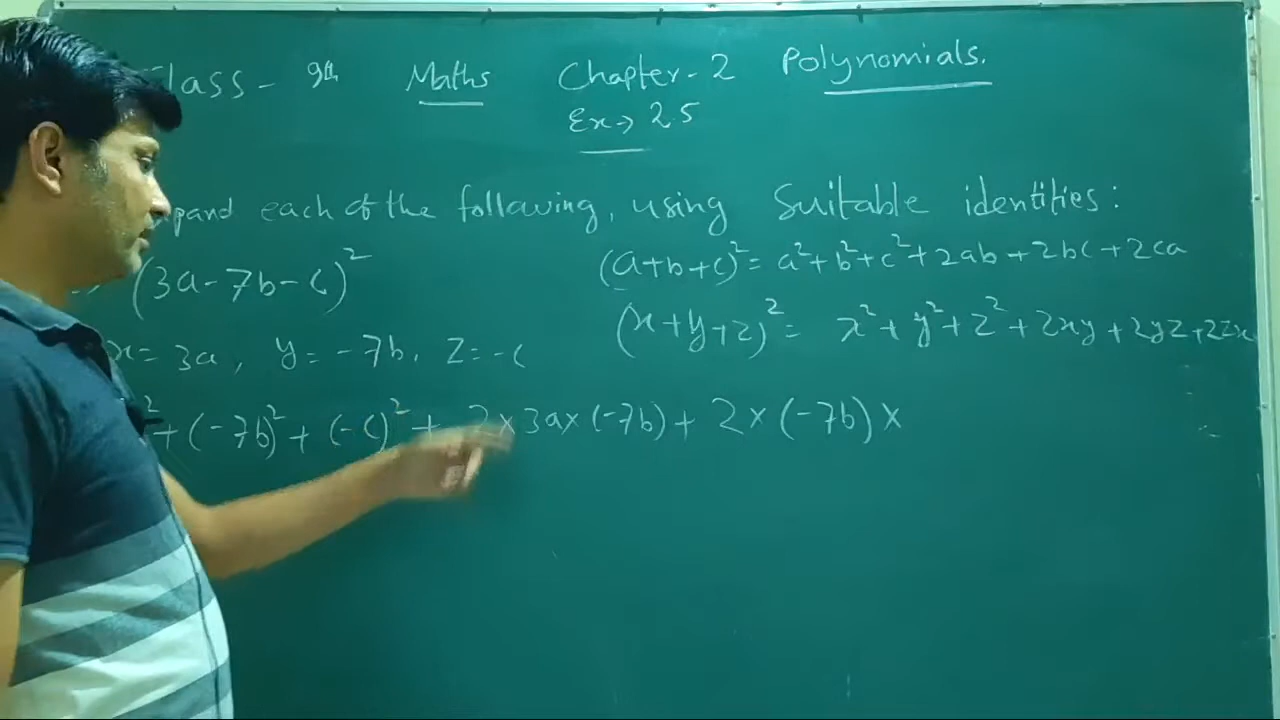 lass - 9th Maths Chapter - 2 Polynomials.
Ex → 2.5
pand each of the following, using Suitable identities:
(3a-7b-c)² (a+b+c)² = a²+b²+c²+2ab+2bc+2ca
x = 3a, y = -7b, z = -c (x+y+z)² = x²+y²+z²+2xy+2yz+2zx
² + (-7b)² + (-c)² + 2×3a×(-7b) + 2×(-7b)×